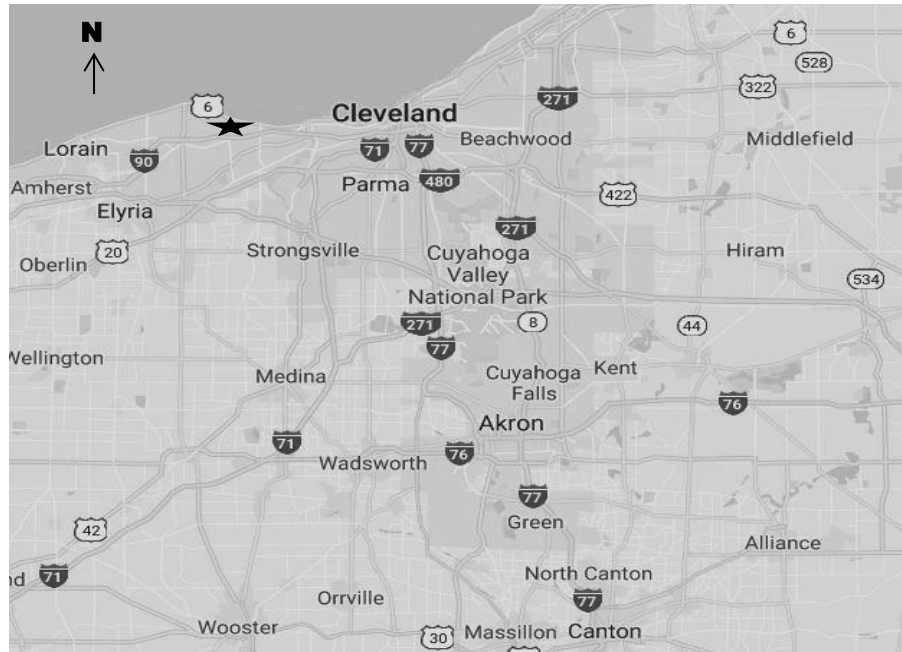 N
6
528
6
322
271
Cleveland
Beachwood
Middlefield
Lorain
90
71
77
Parma
480
Amherst
Elyria
422
20
271
Oberlin
Strongsville
Cuyahoga
Valley
National Park
Hiram
534
271
8
44
77
Wellington
Medina
Cuyahoga
Falls
Kent
76
Akron
71
76
Wadsworth
77
Green
42
Alliance
nd
71
North Canton
77
Orrville
Wooster
30
Massillon
Canton